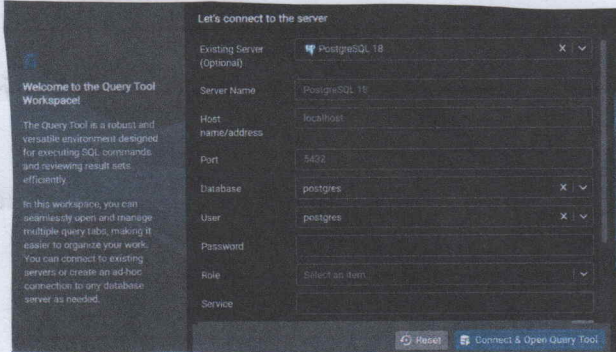 Let's connect to the server
Welcome to the Query Tool
Workspace!
The Query Tool is a robust and
versatile environment designed
for executing SQL commands
and reviewing result sets
efficiently.
In this workspace, you can
seamlessly open and manage
multiple query tabs, making it
easier to organize your work.
You can connect to existing
servers or create an ad-hoc
connection to any database
server as needed.
Existing Server
(Optional)
PostgreSQL 18
Server Name
PostgreSQL 18
Host
name/address
localhost
Port
5432
Database
postgres
User
postgres
Password
Role
Select an item...
Service
Reset
Connect & Open Query Tool